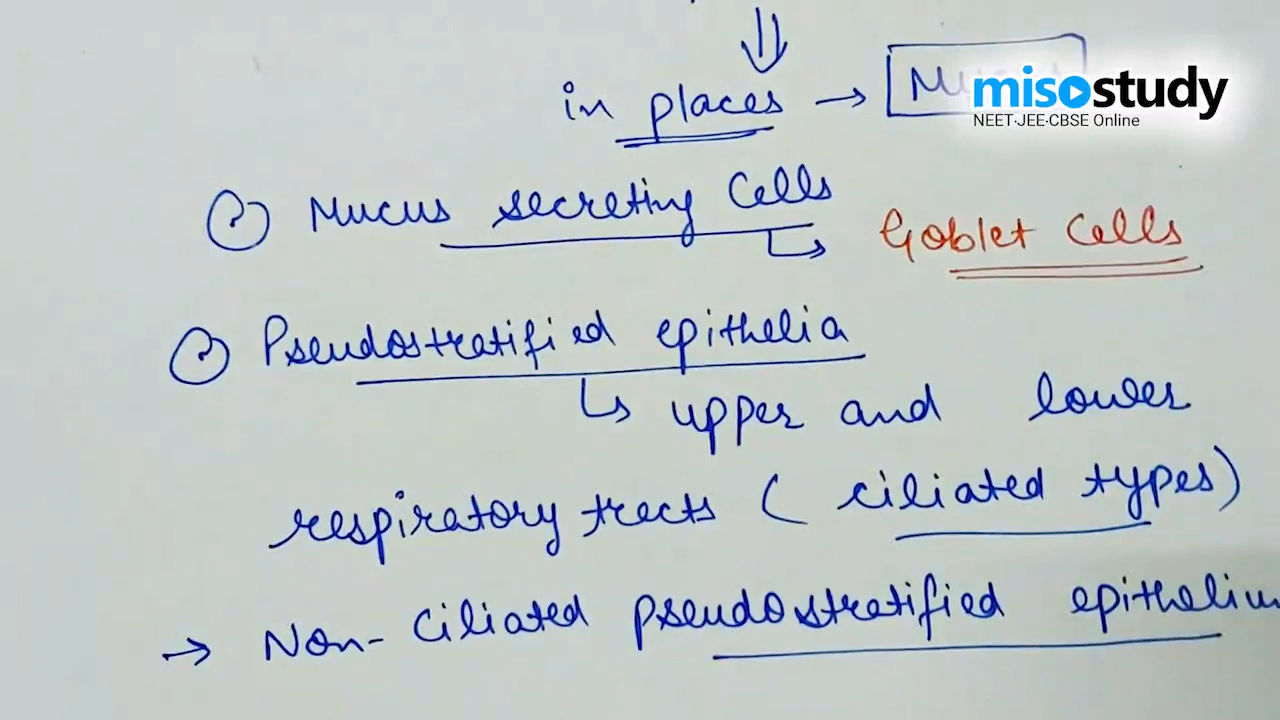 in places →
misostudy
NEET·JEE·CBSE Online
Mucus secreting Cells
Goblet Cells
Pseudostratified epithelia
upper and lower
respiratory tracts ( ciliated types)
→ Non-ciliated pseudostratified epithelium